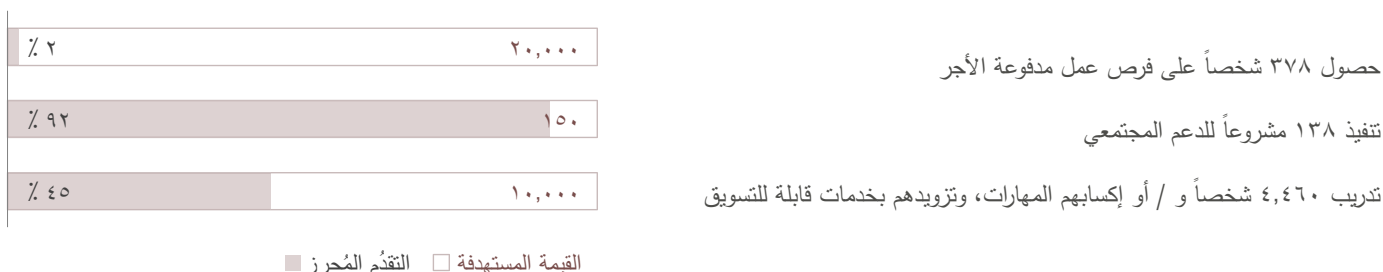 حصول ٣٧٨ شخصاً على فرص عمل مدفوعة الأجر
٢٠,٠٠٠
٢ ٪
تنفيذ ١٣٨ مشروعاً للدعم المجتمعي
١٥٠
٩٢ ٪
تدريب ٤,٤٦٠ شخصاً و / أو إكسابهم المهارات، وتزويدهم بخدمات قابلة للتسويق
١٠,٠٠٠
٤٥ ٪
القيمة المستهدفة
التقدُم المُحرز